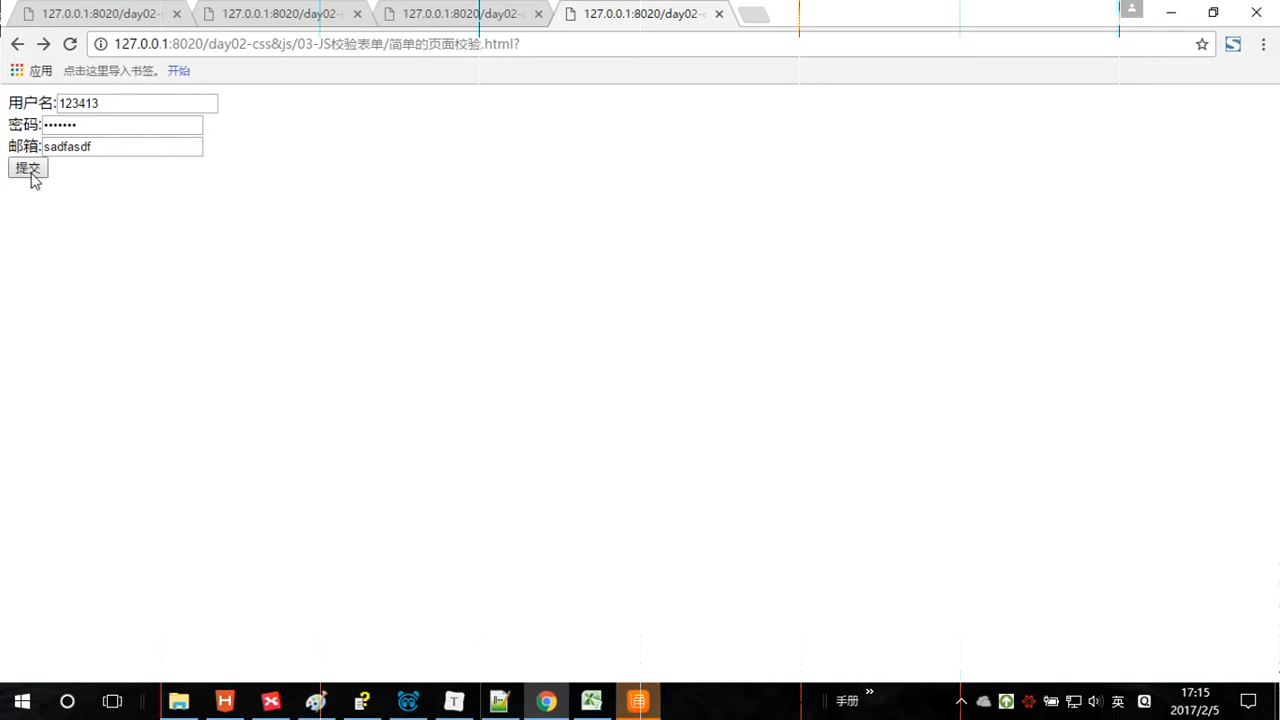 127.0.0.1:8020/day02- 127.0.0.1:8020/day02- 127.0.0.1:8020/day02- 127.0.0.1:8020/day02-
127.0.0.1:8020/day02-css&js/03-JS校验表单/简单的页面校验.html?
应用 点击这里导入书签。 开始
用户名:123413
密码:•••••••
邮箱:sadfasdf
提交
手册 » 英 17:15
2017/2/5